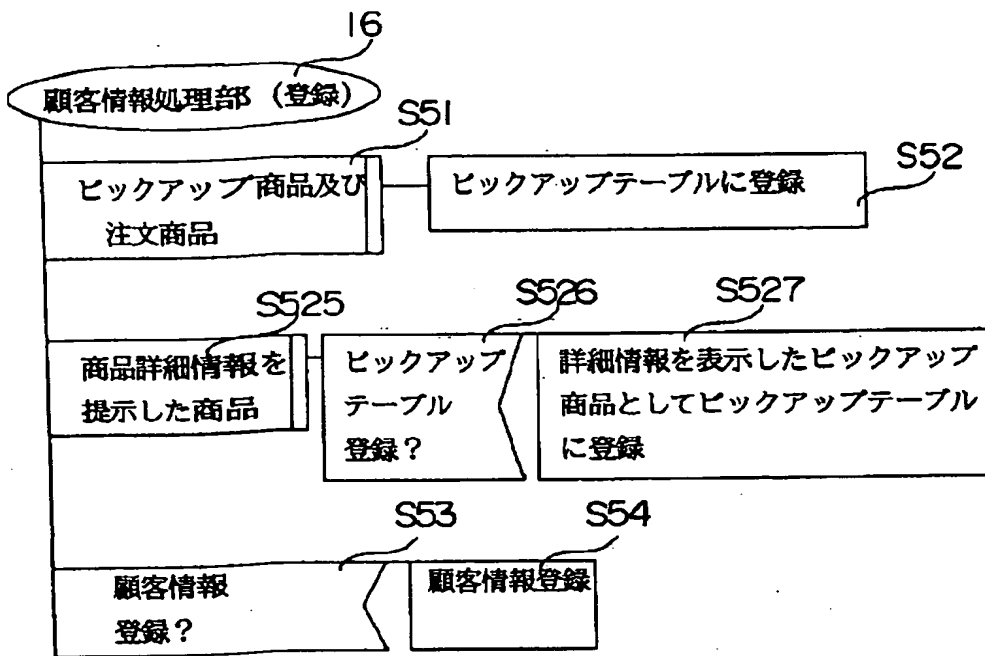 16
顧客情報処理部 (登録)
S51
ピックアップ商品及び
注文商品
S52
ピックアップテーブルに登録
S525
商品詳細情報を
提示した商品
S526
ピックアップ
テーブル
登録？
S527
詳細情報を表示したピックアップ
商品としてピックアップテーブル
に登録
S53
顧客情報
登録？
S54
顧客情報登録